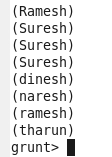 (Ramesh)
(Suresh)
(Suresh)
(Suresh)
(dinesh)
(naresh)
(ramesh)
(tharun)
grunt>